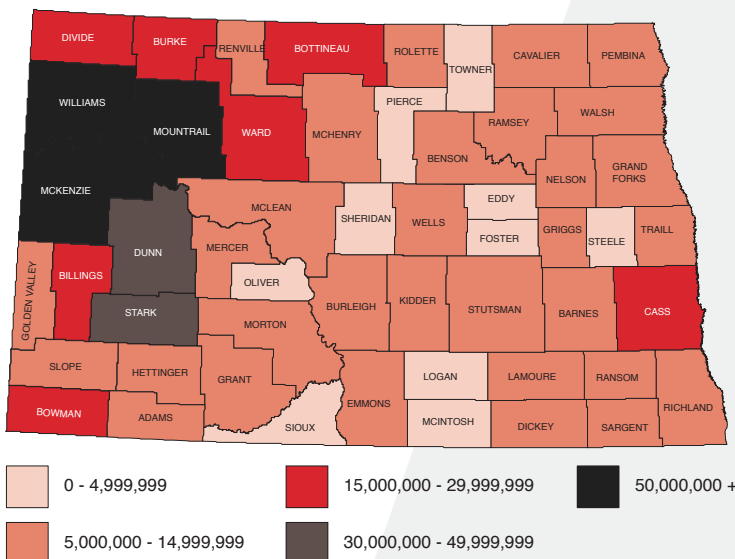 DIVIDE
BURKE
RENVILLE
BOTTINEAU
ROLETTE
TOWNER
CAVALIER
PEMBINA
WILLIAMS
MOUNTRAIL
WARD
MCHENRY
PIERCE
BENSON
RAMSEY
WALSH
MCKENZIE
NELSON
GRAND
FORKS
MCLEAN
SHERIDAN
WELLS
EDDY
FOSTER
GRIGGS
STEELE
TRAILL
GOLDEN VALLEY
BILLINGS
DUNN
MERCER
OLIVER
STARK
MORTON
BURLEIGH
KIDDER
STUTSMAN
BARNES
CASS
SLOPE
HETTINGER
GRANT
EMMONS
LOGAN
LAMOURE
RANSOM
RICHLAND
BOWMAN
ADAMS
SIOUX
MCINTOSH
DICKEY
SARGENT
0 - 4,999,999
15,000,000 - 29,999,999
50,000,000 +
5,000,000 - 14,999,999
30,000,000 - 49,999,999